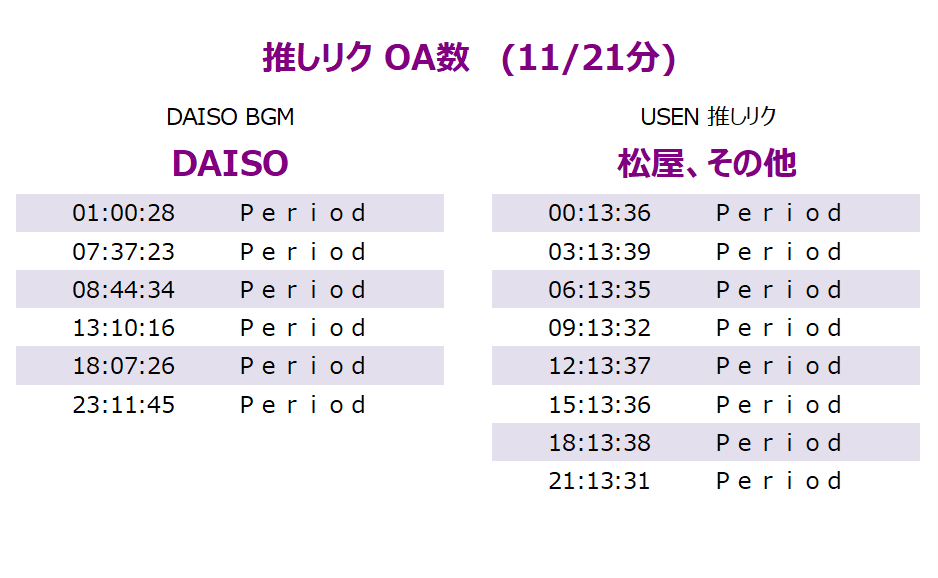 推しリク OA数　(11/21分)
DAISO BGM
DAISO
01:00:28　Ｐｅｒｉｏｄ
07:37:23　Ｐｅｒｉｏｄ
08:44:34　Ｐｅｒｉｏｄ
13:10:16　Ｐｅｒｉｏｄ
18:07:26　Ｐｅｒｉｏｄ
23:11:45　Ｐｅｒｉｏｄ
USEN 推しリク
松屋、その他
00:13:36　Ｐｅｒｉｏｄ
03:13:39　Ｐｅｒｉｏｄ
06:13:35　Ｐｅｒｉｏｄ
09:13:32　Ｐｅｒｉｏｄ
12:13:37　Ｐｅｒｉｏｄ
15:13:36　Ｐｅｒｉｏｄ
18:13:38　Ｐｅｒｉｏｄ
21:13:31　Ｐｅｒｉｏｄ